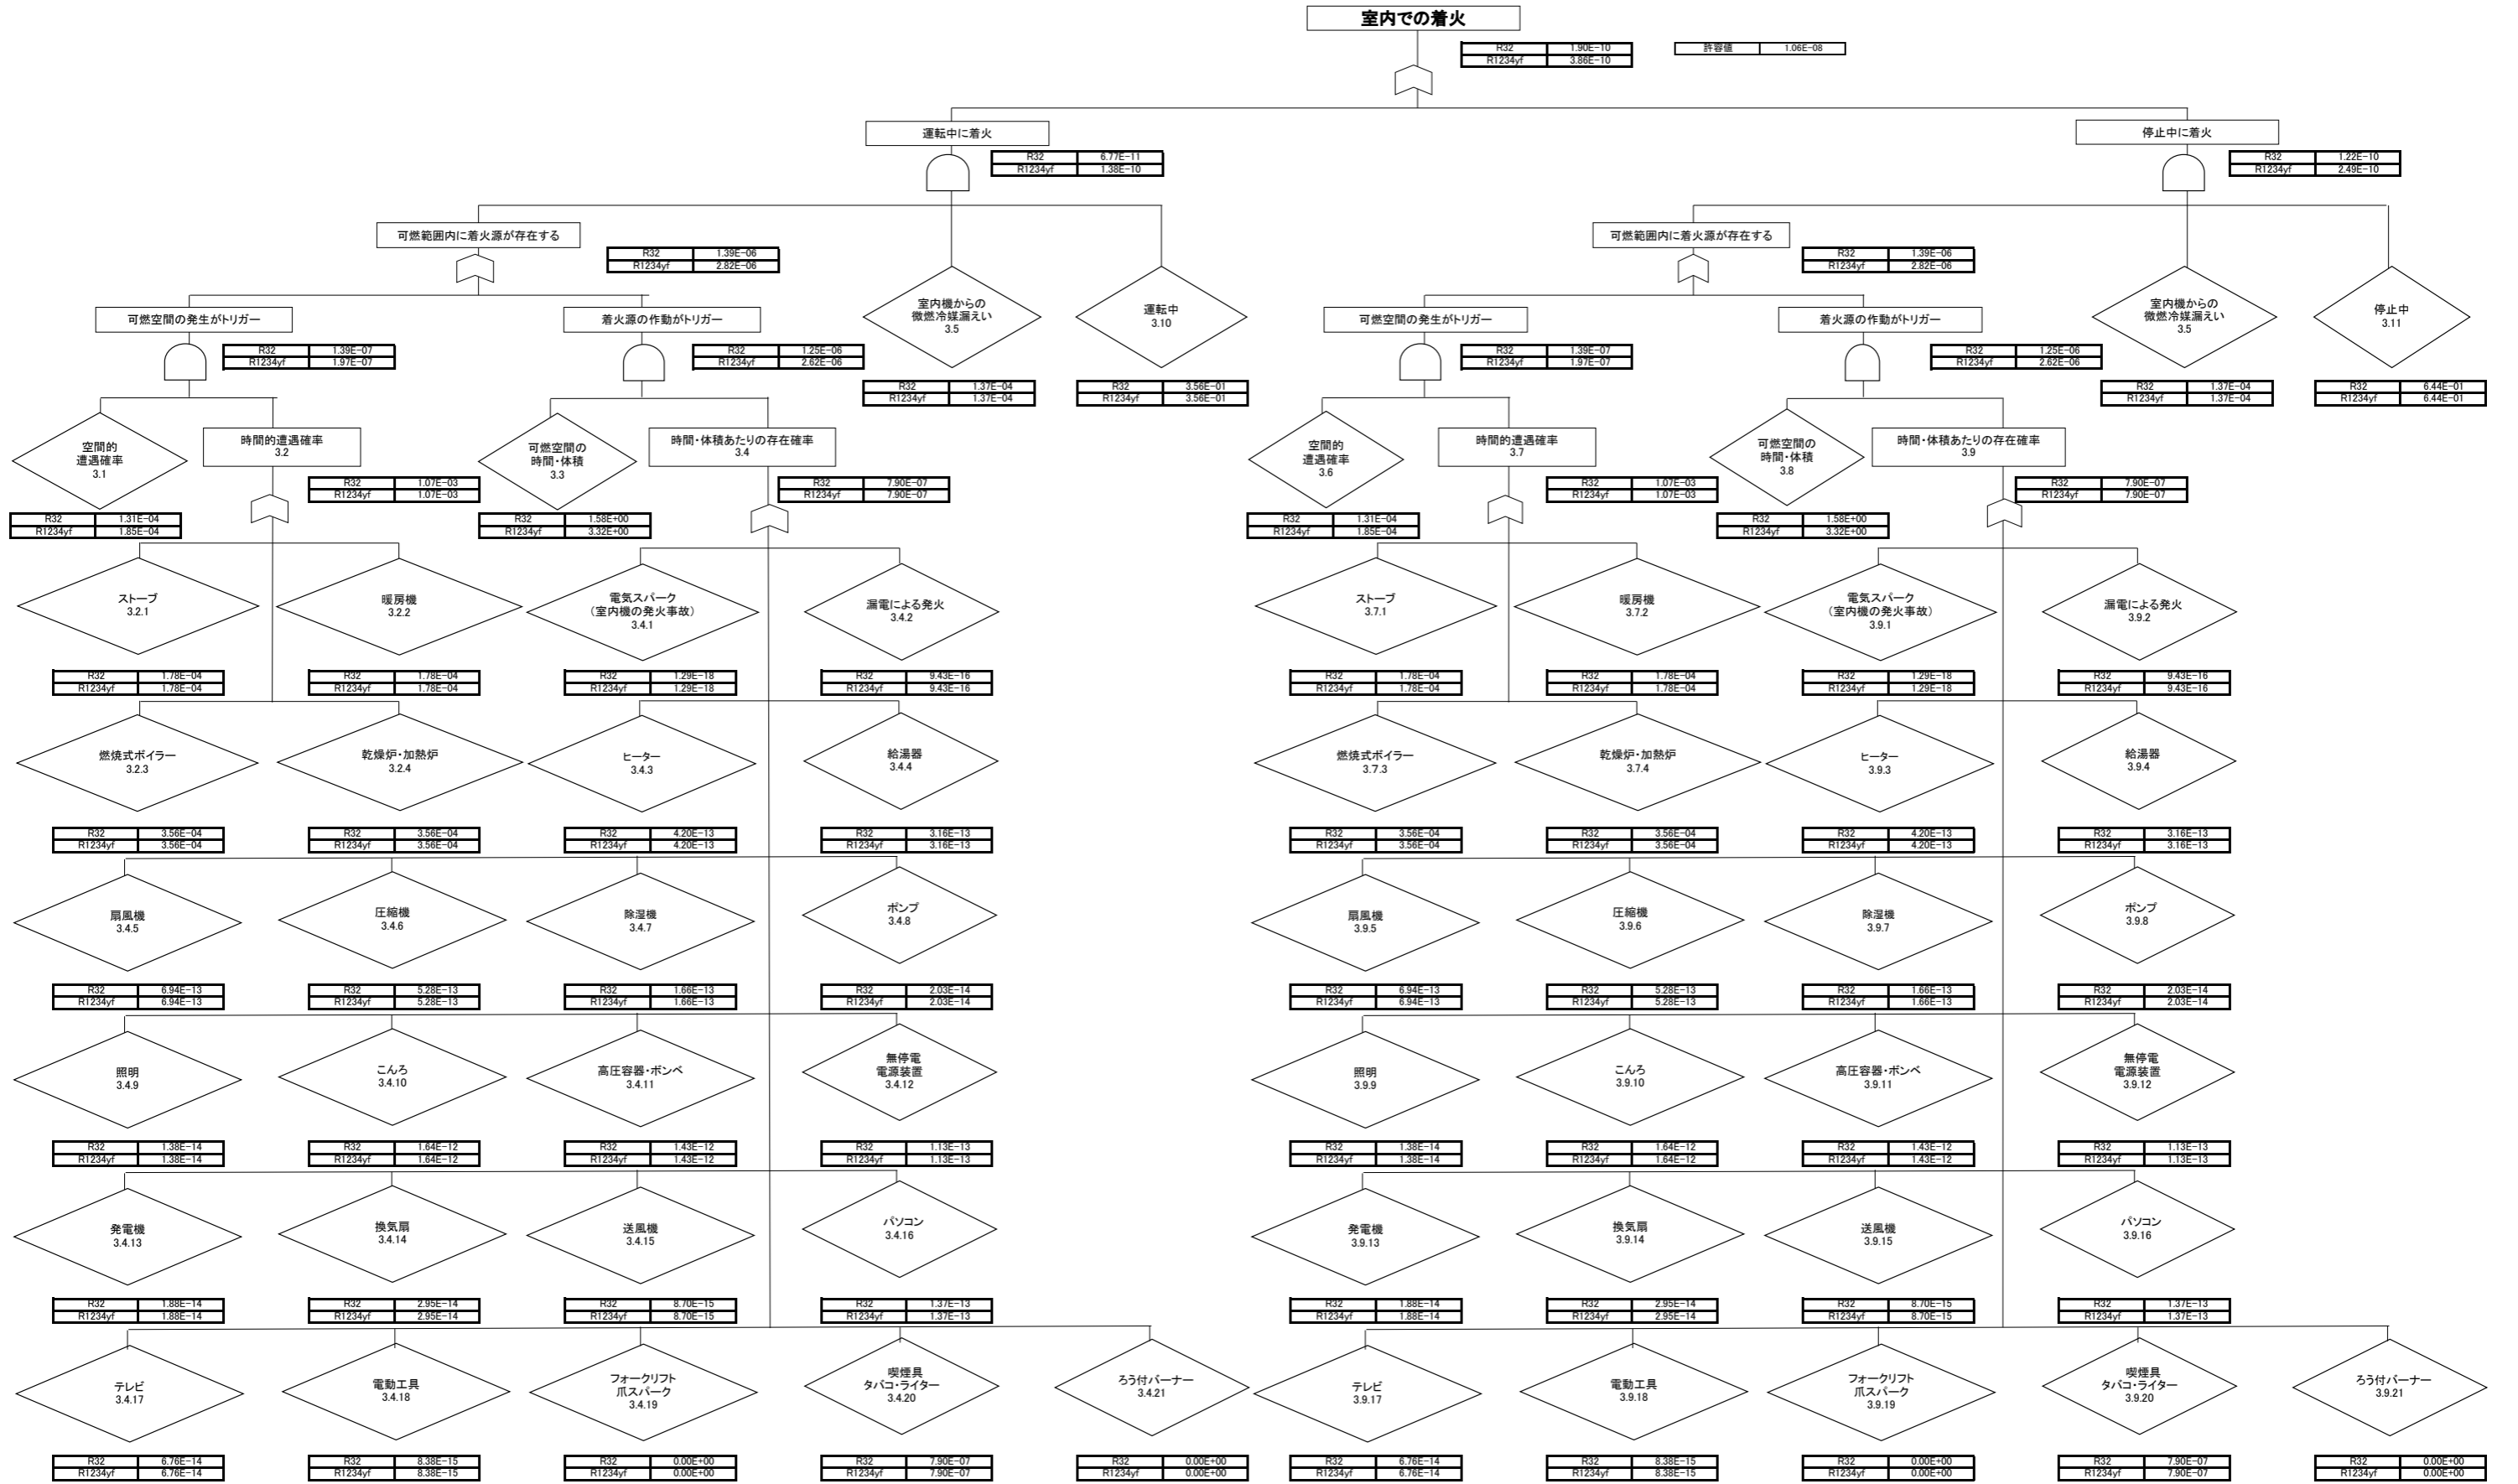 室内での着火
R32 1.90E-10
R1234yf 3.86E-10
許容値 1.06E-08
運転中に着火
R32 6.77E-11
R1234yf 1.38E-10
停止中に着火
R32 1.22E-10
R1234yf 2.49E-10
可燃範囲内に着火源が存在する
R32 1.39E-06
R1234yf 2.82E-06
可燃範囲内に着火源が存在する
R32 1.39E-06
R1234yf 2.82E-06
可燃空間の発生がトリガー
R32 1.39E-07
R1234yf 1.97E-07
着火源の作動がトリガー
R32 1.25E-06
R1234yf 2.62E-06
室内機からの
微燃冷媒漏えい
3.5
R32 1.37E-04
R1234yf 1.37E-04
運転中
3.10
R32 3.56E-01
R1234yf 3.56E-01
可燃空間の発生がトリガー
R32 1.39E-07
R1234yf 1.97E-07
着火源の作動がトリガー
R32 1.25E-06
R1234yf 2.62E-06
室内機からの
微燃冷媒漏えい
3.5
R32 1.37E-04
R1234yf 1.37E-04
停止中
3.11
R32 6.44E-01
R1234yf 6.44E-01
空間的
遭遇確率
3.1
R32 1.31E-04
R1234yf 1.85E-04
時間的遭遇確率
3.2
R32 1.07E-03
R1234yf 1.07E-03
可燃空間の
時間・体積
3.3
R32 1.58E+00
R1234yf 3.32E+00
時間・体積あたりの存在確率
3.4
R32 7.90E-07
R1234yf 7.90E-07
空間的
遭遇確率
3.6
R32 1.31E-04
R1234yf 1.85E-04
時間的遭遇確率
3.7
R32 1.07E-03
R1234yf 1.07E-03
可燃空間の
時間・体積
3.8
R32 1.58E+00
R1234yf 3.32E+00
時間・体積あたりの存在確率
3.9
R32 7.90E-07
R1234yf 7.90E-07
ストーブ
3.2.1
R32 1.78E-04
R1234yf 1.78E-04
暖房機
3.2.2
R32 1.78E-04
R1234yf 1.78E-04
電気スパーク
（室内機の発火事故）
3.4.1
R32 1.29E-18
R1234yf 1.29E-18
漏電による発火
3.4.2
R32 9.43E-16
R1234yf 9.43E-16
ストーブ
3.7.1
R32 1.78E-04
R1234yf 1.78E-04
暖房機
3.7.2
R32 1.78E-04
R1234yf 1.78E-04
電気スパーク
（室内機の発火事故）
3.9.1
R32 1.29E-18
R1234yf 1.29E-18
漏電による発火
3.9.2
R32 9.43E-16
R1234yf 9.43E-16
燃焼式ボイラー
3.2.3
R32 3.56E-04
R1234yf 3.56E-04
乾燥炉・加熱炉
3.2.4
R32 3.56E-04
R1234yf 3.56E-04
ヒーター
3.4.3
R32 4.20E-13
R1234yf 4.20E-13
給湯器
3.4.4
R32 3.16E-13
R1234yf 3.16E-13
燃焼式ボイラー
3.7.3
R32 3.56E-04
R1234yf 3.56E-04
乾燥炉・加熱炉
3.7.4
R32 3.56E-04
R1234yf 3.56E-04
ヒーター
3.9.3
R32 4.20E-13
R1234yf 4.20E-13
給湯器
3.9.4
R32 3.16E-13
R1234yf 3.16E-13
扇風機
3.4.5
R32 6.94E-13
R1234yf 6.94E-13
圧縮機
3.4.6
R32 5.28E-13
R1234yf 5.28E-13
除湿機
3.4.7
R32 1.66E-13
R1234yf 1.66E-13
ポンプ
3.4.8
R32 2.03E-14
R1234yf 2.03E-14
扇風機
3.9.5
R32 6.94E-13
R1234yf 6.94E-13
圧縮機
3.9.6
R32 5.28E-13
R1234yf 5.28E-13
除湿機
3.9.7
R32 1.66E-13
R1234yf 1.66E-13
ポンプ
3.9.8
R32 2.03E-14
R1234yf 2.03E-14
照明
3.4.9
R32 1.38E-14
R1234yf 1.38E-14
こんろ
3.4.10
R32 1.64E-12
R1234yf 1.64E-12
高圧容器・ボンベ
3.4.11
R32 1.43E-12
R1234yf 1.43E-12
無停電
電源装置
3.4.12
R32 1.13E-13
R1234yf 1.13E-13
照明
3.9.9
R32 1.38E-14
R1234yf 1.38E-14
こんろ
3.9.10
R32 1.64E-12
R1234yf 1.64E-12
高圧容器・ボンベ
3.9.11
R32 1.43E-12
R1234yf 1.43E-12
無停電
電源装置
3.9.12
R32 1.13E-13
R1234yf 1.13E-13
発電機
3.4.13
R32 1.88E-14
R1234yf 1.88E-14
換気扇
3.4.14
R32 2.95E-14
R1234yf 2.95E-14
送風機
3.4.15
R32 8.70E-15
R1234yf 8.70E-15
パソコン
3.4.16
R32 1.37E-13
R1234yf 1.37E-13
発電機
3.9.13
R32 1.88E-14
R1234yf 1.88E-14
換気扇
3.9.14
R32 2.95E-14
R1234yf 2.95E-14
送風機
3.9.15
R32 8.70E-15
R1234yf 8.70E-15
パソコン
3.9.16
R32 1.37E-13
R1234yf 1.37E-13
テレビ
3.4.17
R32 6.76E-14
R1234yf 6.76E-14
電動工具
3.4.18
R32 8.38E-15
R1234yf 8.38E-15
フォークリフト
爪スパーク
3.4.19
R32 0.00E+00
R1234yf 0.00E+00
喫煙具
タバコ・ライター
3.4.20
R32 7.90E-07
R1234yf 7.90E-07
ろう付バーナー
3.4.21
R32 0.00E+00
R1234yf 0.00E+00
テレビ
3.9.17
R32 6.76E-14
R1234yf 6.76E-14
電動工具
3.9.18
R32 8.38E-15
R1234yf 8.38E-15
フォークリフト
爪スパーク
3.9.19
R32 0.00E+00
R1234yf 0.00E+00
喫煙具
タバコ・ライター
3.9.20
R32 7.90E-07
R1234yf 7.90E-07
ろう付バーナー
3.9.21
R32 0.00E+00
R1234yf 0.00E+00